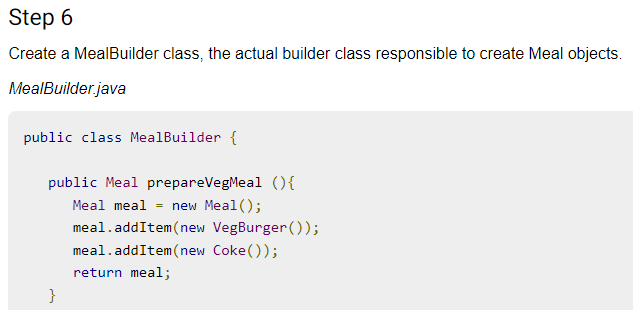 Step 6
Create a MealBuilder class, the actual builder class responsible to create Meal objects.
MealBuilder.java
public class MealBuilder {
public Meal prepareVegMeal (){
Meal meal = new Meal();
meal.addItem(new VegBurger());
meal.addItem(new Coke());
return meal;
}